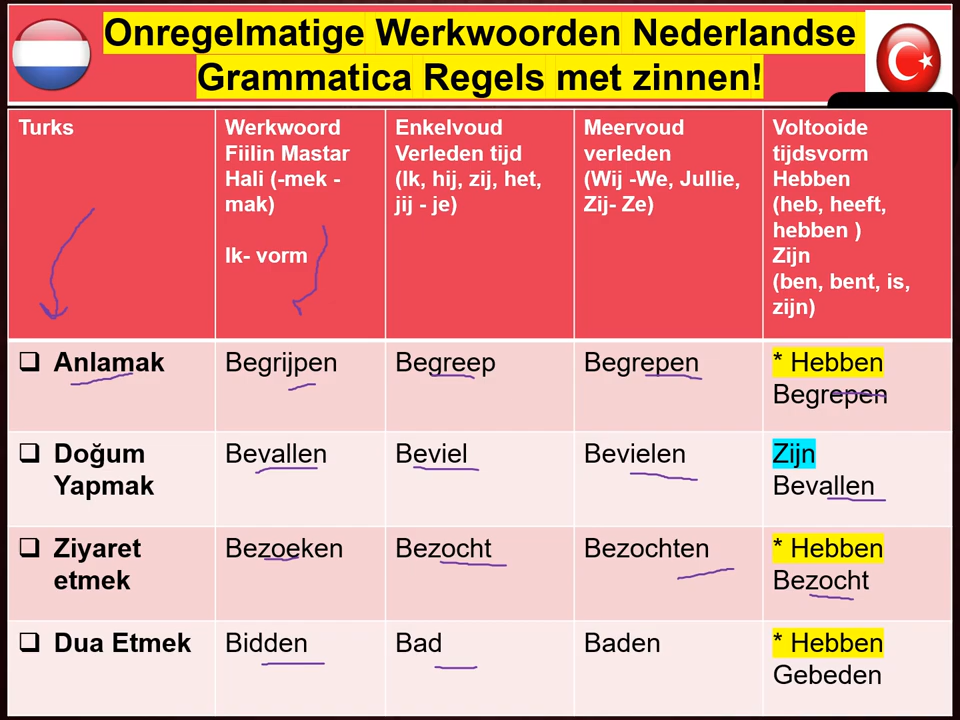 Onregelmatige Werkwoorden Nederlandse
Grammatica Regels met zinnen!
Turks
Werkwoord
Fiilin Mastar
Hali (-mek -
mak)
Ik- vorm
Enkelvoud
Verleden tijd
(Ik, hij, zij, het,
jij - je)
Meervoud
verleden
(Wij -We, Jullie,
Zij- Ze)
Voltooide
tijdsvorm
Hebben
(heb, heeft,
hebben )
Zijn
(ben, bent, is,
zijn)
Anlamak
Begrijpen
Begreep
Begrepen
* Hebben
Begrepen
Doğum
Yapmak
Bevallen
Beviel
Bevielen
Zijn
Bevallen
Ziyaret
etmek
Bezoeken
Bezocht
Bezochten
* Hebben
Bezocht
Dua Etmek
Bidden
Bad
Baden
* Hebben
Gebeden